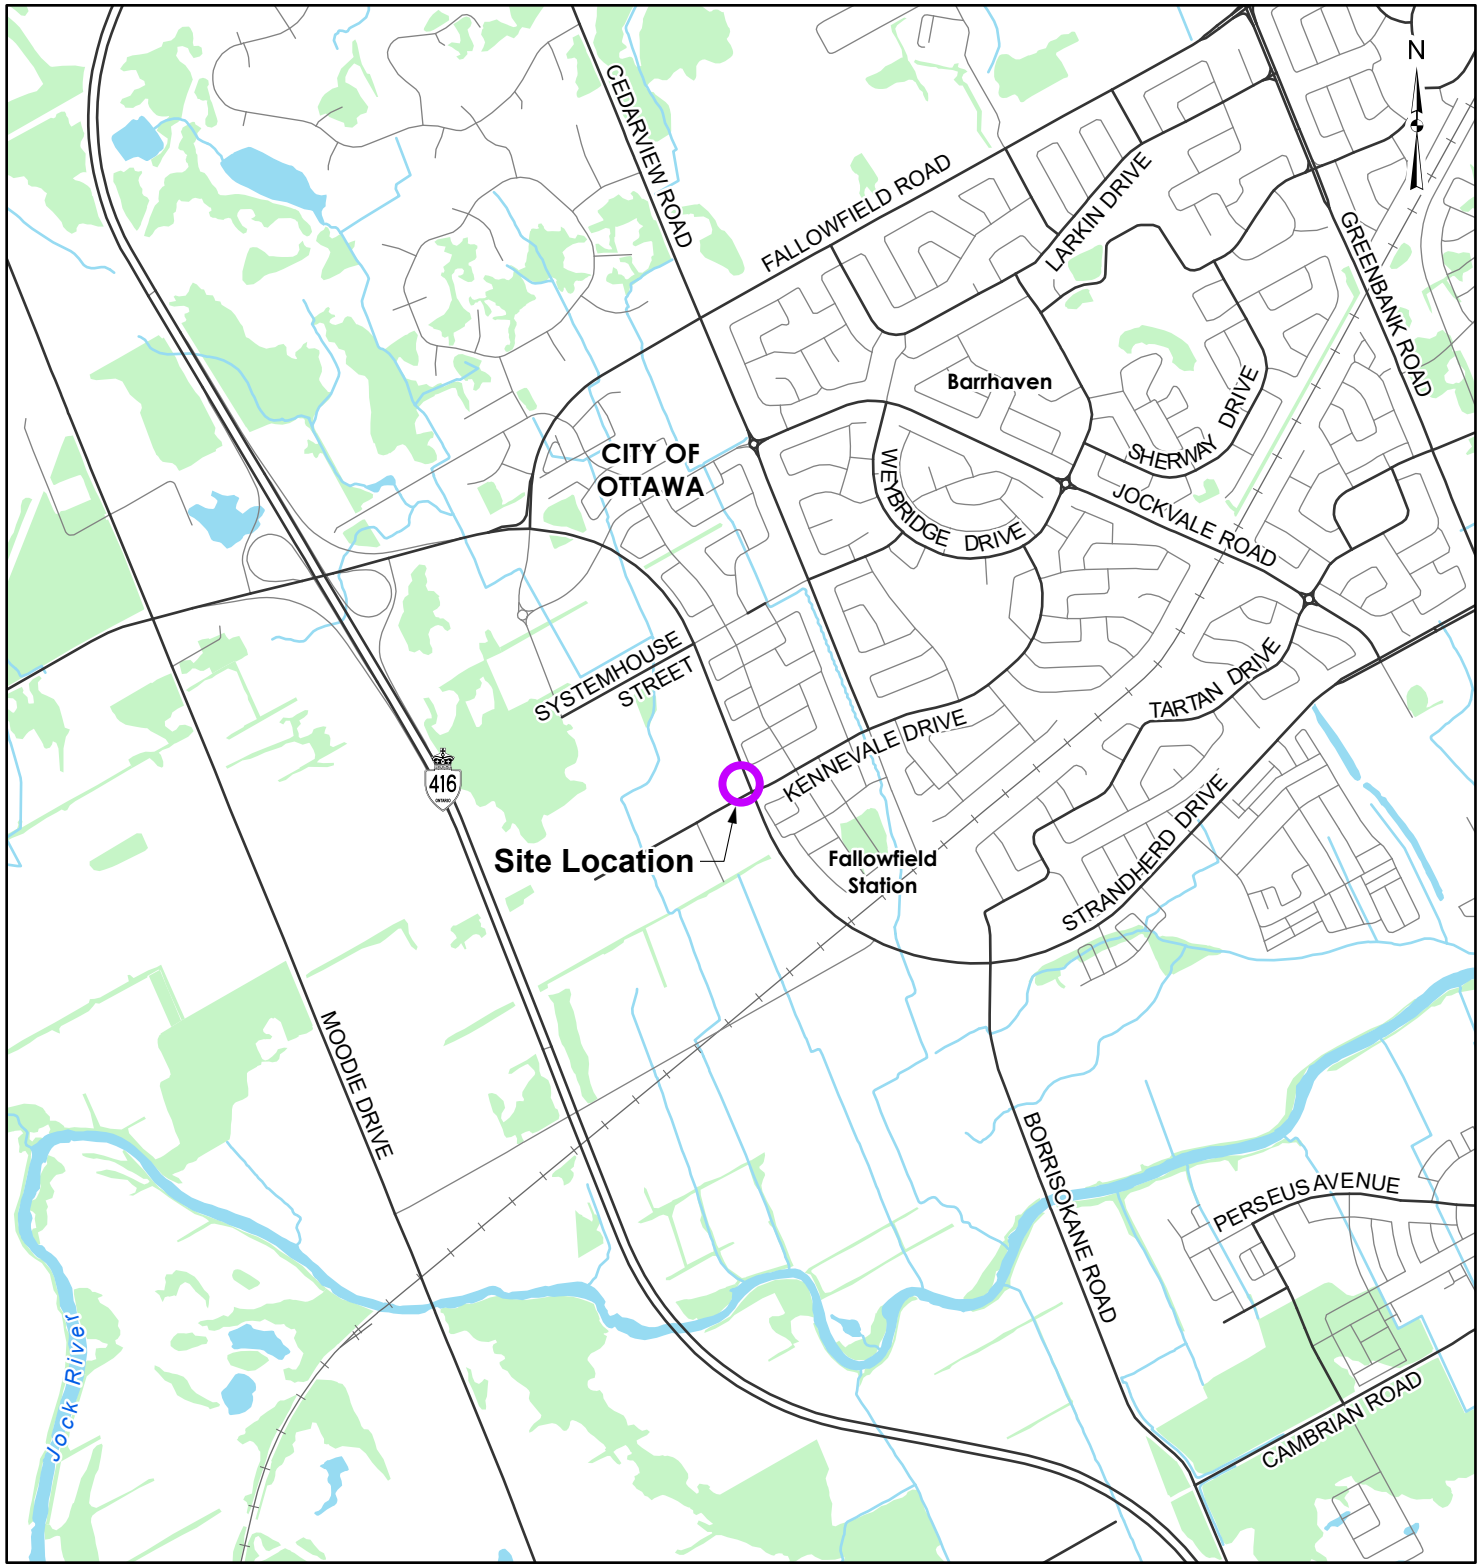 N
CEDARVIEW ROAD
FALLOWFIELD ROAD
LARKIN DRIVE
GREENBANK ROAD
Barrhaven
SHERWAY DRIVE
CITY OF
OTTAWA
WEYBRIDGE DRIVE
JOCKVALE ROAD
SYSTEMHOUSE
STREET
TARTAN DRIVE
KENNEVALE DRIVE
416
ONTARIO
STRANDHERD DRIVE
Site Location
Fallowfield
Station
MOODIE DRIVE
BORRISOKANE ROAD
PERSEUS AVENUE
Jock River
CAMBRIAN ROAD